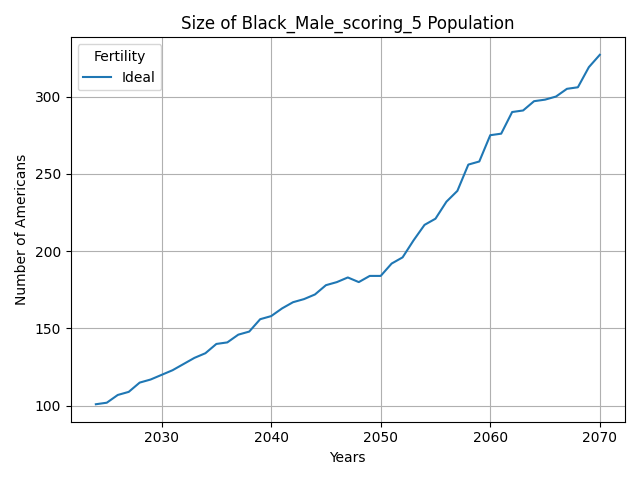 Size of Black_Male_scoring_5 Population
Fertility
Ideal
Number of Americans
300
250
200
150
100
2030 2040 2050 2060 2070
Years